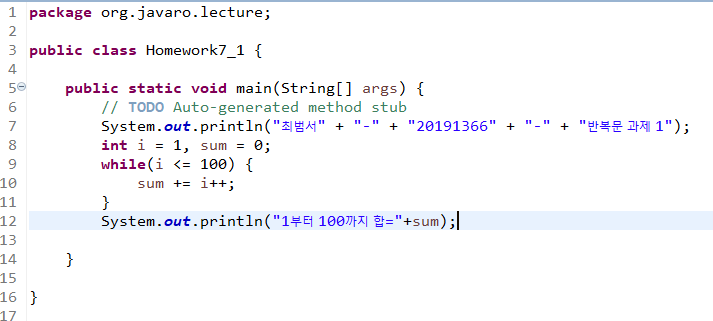 1 package org.javaro.lecture;
2
3 public class Homework7_1 {
4
5     public static void main(String[] args) {
6         // TODO Auto-generated method stub
7         System.out.println("최범서" + "-" + "20191366" + "-" + "반복문 과제 1");
8         int i = 1, sum = 0;
9         while(i <= 100) {
10             sum += i++;
11         }
12         System.out.println("1부터 100까지 합="+sum);
13
14     }
15
16 }
17